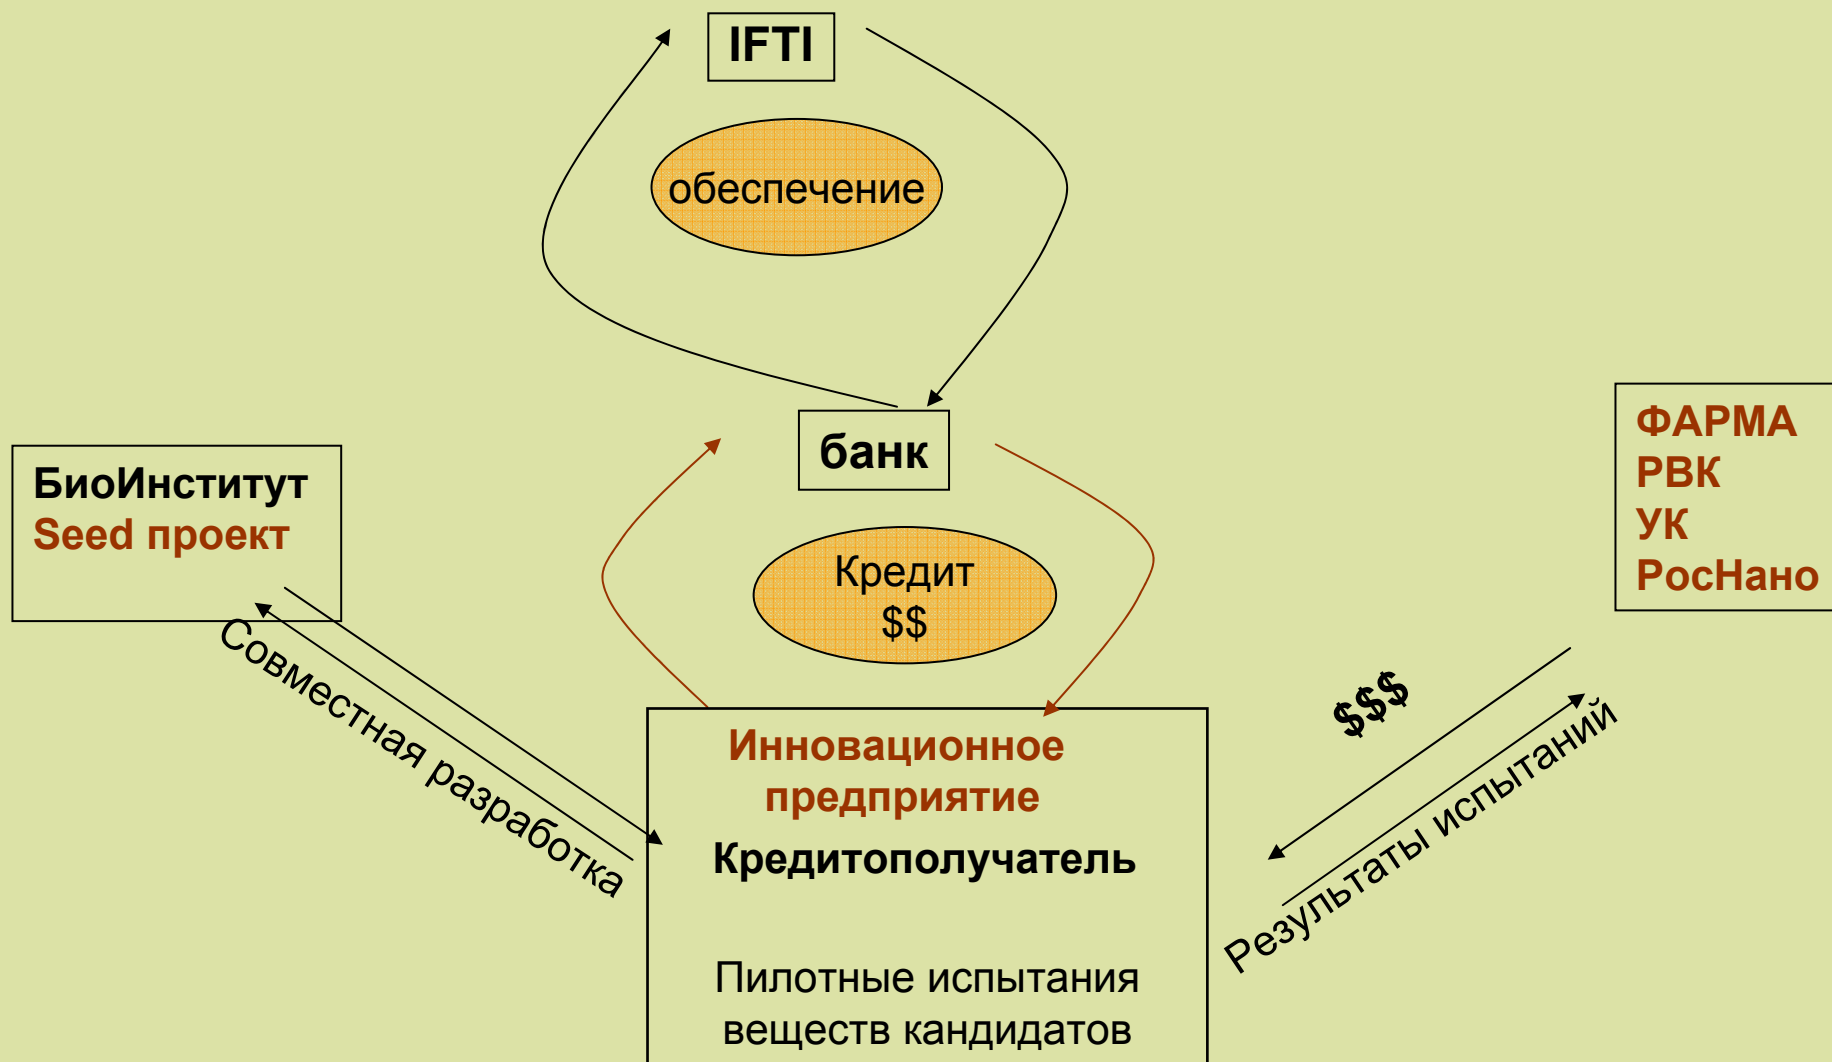 IFTI
обеспечение
банк
БиоИнститут
Seed проект
ФАРМА
РВК
УК
РосНано
Кредит
$$
Совместная разработка
$$$
Результаты испытаний
Инновационное
предприятие
Кредитополучатель
Пилотные испытания
веществ кандидатов